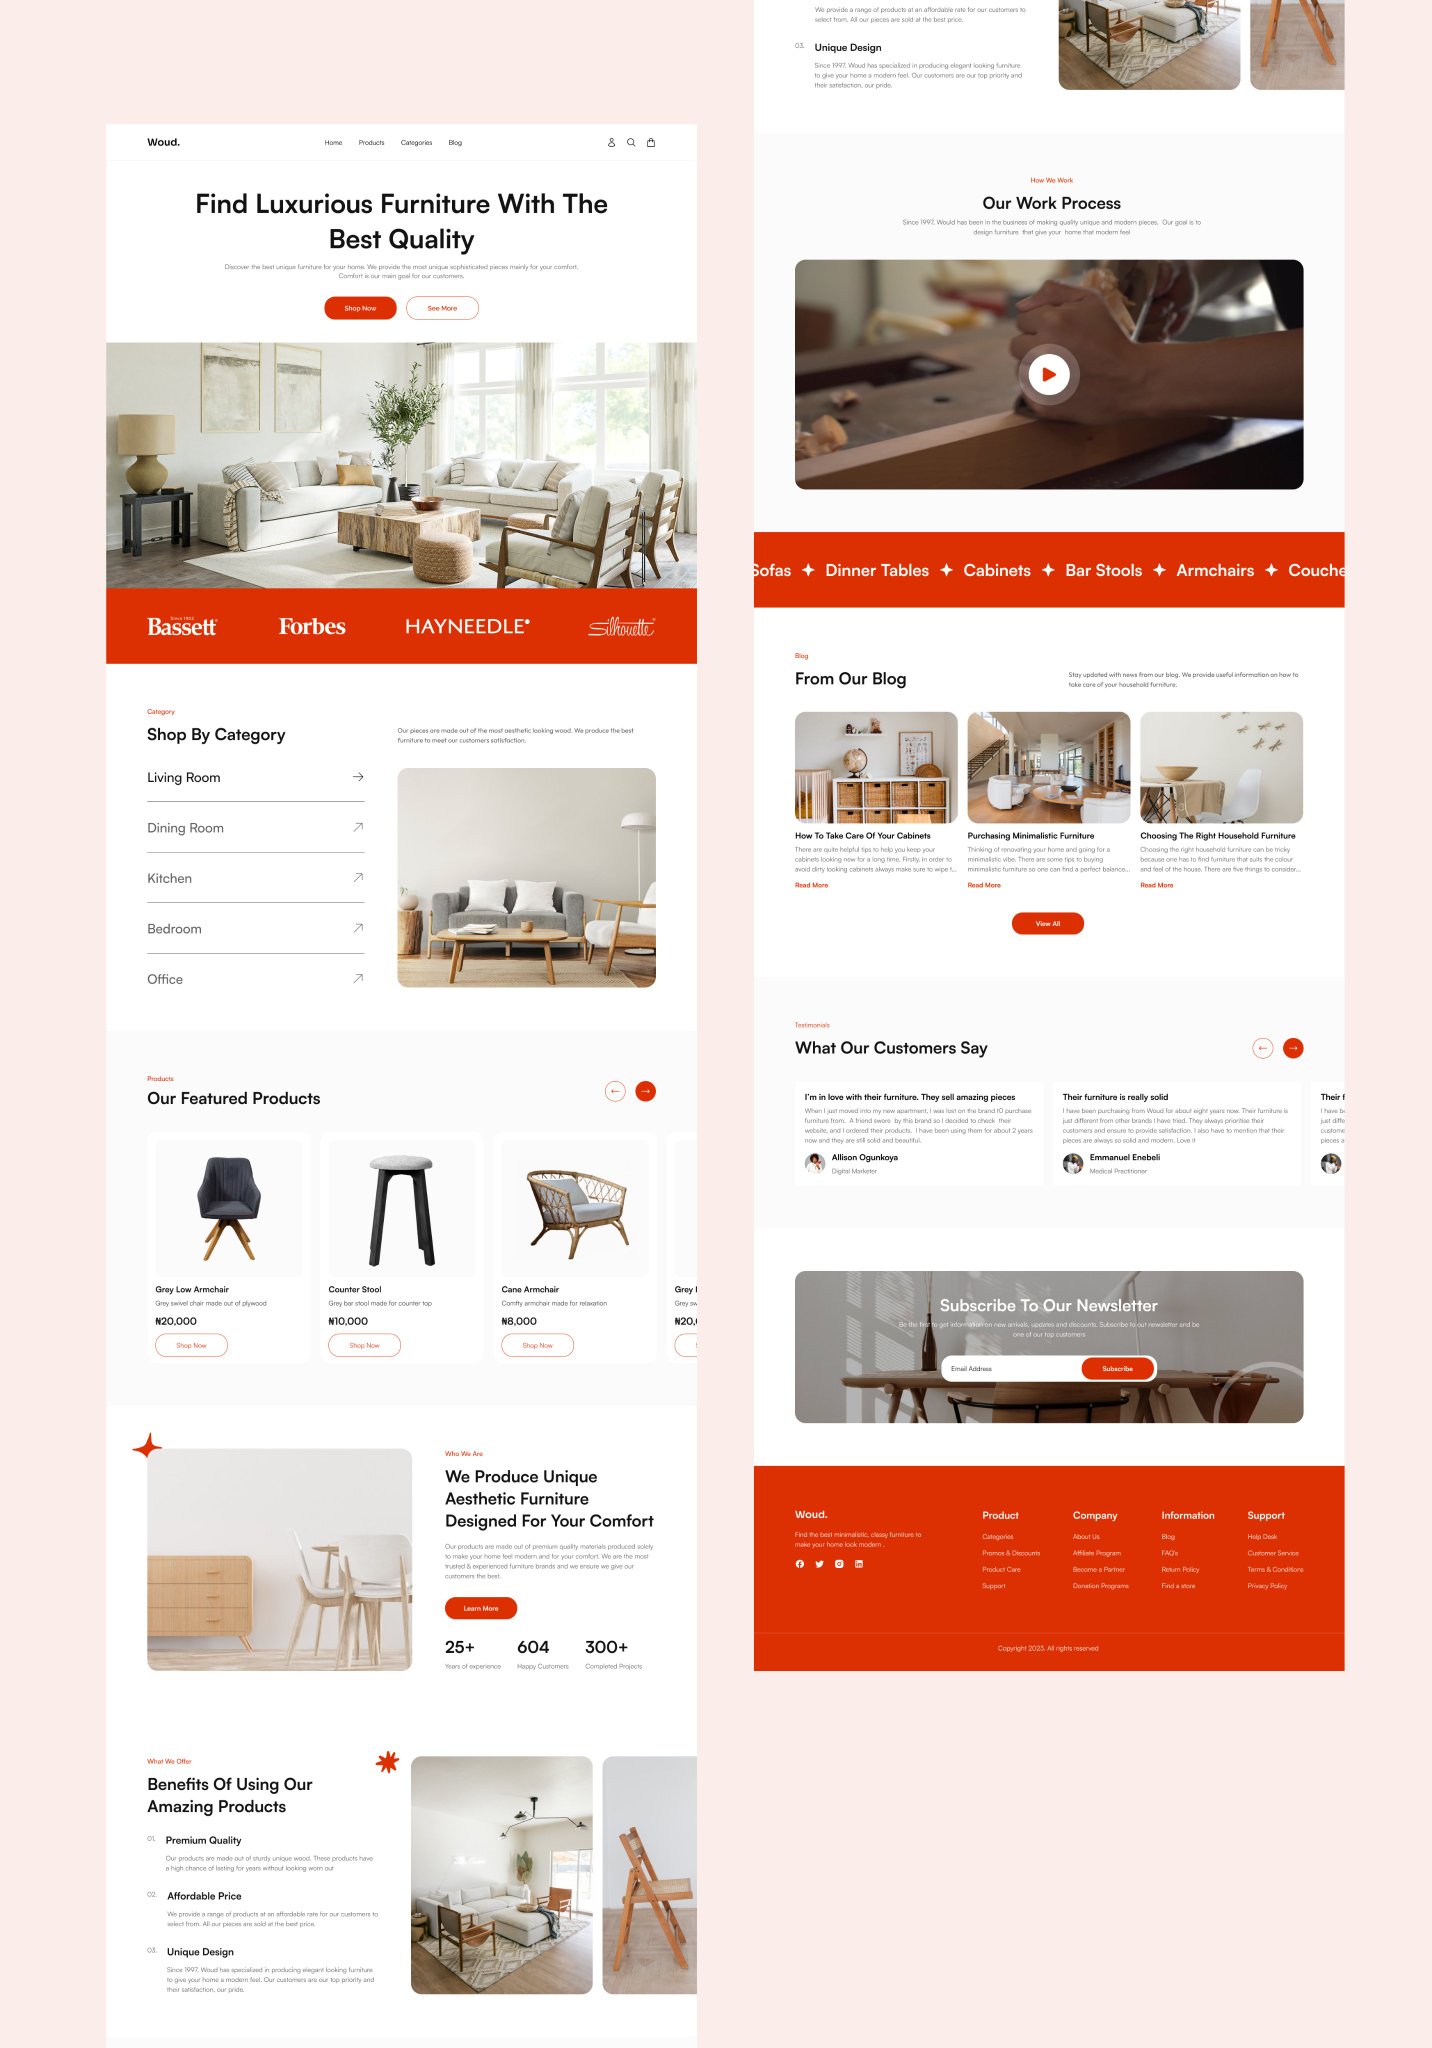 Woud.
Home
Products
Categories
Blog
Find Luxurious Furniture With The
Best Quality
Discover the best unique furniture for your home. We provide the most unique sophisticated pieces mainly for your comfort.
Comfort is our main goal for our customers.
Shop Now
See More
Since 1902
Bassett
Forbes
HAYNEEDLE
Silhouette
Category
Shop By Category
Our pieces are made out of the most aesthetic looking wood. We produce the best
furniture to meet our customers satisfaction.
Living Room
Dining Room
Kitchen
Bedroom
Office
Products
Our Featured Products
Grey Low Armchair
Grey swivel chair made out of plywood
₦20,000
Shop Now
Counter Stool
Grey bar stool made for counter top
₦10,000
Shop Now
Cane Armchair
Comfty armchair made for relaxation
₦8,000
Shop Now
Grey
Grey sw
₦20,
Who We Are
We Produce Unique
Aesthetic Furniture
Designed For Your Comfort
Our products are made out of premium quality materials produced solely
to make your home feel modern and for your comfort. We are the most
trusted & experienced furniture brands and we ensure we give our
customers the best.
Learn More
25+
Years of experience
604
Happy Customers
300+
Completed Projects
What We Offer
Benefits Of Using Our
Amazing Products
01.
Premium Quality
Our products are made out of sturdy unique wood. These products have
a high chance of lasting for years without looking worn out
02.
Affordable Price
We provide a range of products at an affordable rate for our customers to
select from. All our pieces are sold at the best price.
03.
Unique Design
Since 1997, Woud has specialized in producing elegant looking furniture
to give your home a modern feel. Our customers are our top priority and
their satisfaction, our pride.
We provide a range of products at an affordable rate for our customers to
select from. All our pieces are sold at the best price.
03.
Unique Design
Since 1997, Woud has specialized in producing elegant looking furniture
to give your home a modern feel. Our customers are our top priority and
their satisfaction, our pride.
How We Work
Our Work Process
Since 1997, Would has been in the business of making quality unique and modern pieces. Our goal is to
design furniture that give your home that modern feel
Sofas
Dinner Tables
Cabinets
Bar Stools
Armchairs
Couche
Blog
From Our Blog
Stay updated with news from our blog. We provide useful information on how to
take care of your household furniture.
How To Take Care Of Your Cabinets
There are quite helpful tips to help you keep your
cabinets looking new for a long time. Firstly, in order to
avoid dirty looking cabinets always make sure to wipe t...
Read More
Purchasing Minimalistic Furniture
Thinking of renovating your home and going for a
minimalistic vibe. There are some tips to buying
minimalistic furniture so one can find a perfect balance...
Read More
Choosing The Right Household Furniture
Choosing the right household furniture can be tricky
because one has to find furniture that suits the colour
and feel of the house. There are five things to consider...
Read More
View All
Testimonials
What Our Customers Say
I'm in love with their furniture. They sell amazing pieces
When I just moved into my new apartment, I was lost on the brand tO purchase
furniture from. A friend swore by this brand so I decided to check their
website, and I ordered their products. I have been using them for about 2 years
now and they are still solid and beautiful.
Allison Ogunkoya
Digital Marketer
Their furniture is really solid
I have been purchasing from Woud for about eight years now. Their furniture is
just different from other brands I have tried. They always prioritise their
customers and ensure to provide satisfaction. I also have to mention that their
pieces are always so solid and modern. Love it
Emmanuel Enebeli
Medical Practitioner
Their f
I have be
just diff
custome
pieces a
Subscribe To Our Newsletter
Be the first to get information on new arrivals, updates and discounts. Subscribe to out newsletter and be
one of our top customers
Email Address
Subscribe
Woud.
Find the best minimalistic, classy furniture to
make your home look modern .
Product
Categories
Promos & Discounts
Product Care
Support
Company
About Us
Affiliate Program
Become a Partner
Donation Programs
Information
Blog
FAQ's
Return Policy
Find a store
Support
Help Desk
Customer Service
Terms & Conditions
Privacy Policy
Copyright 2023, All rights reserved